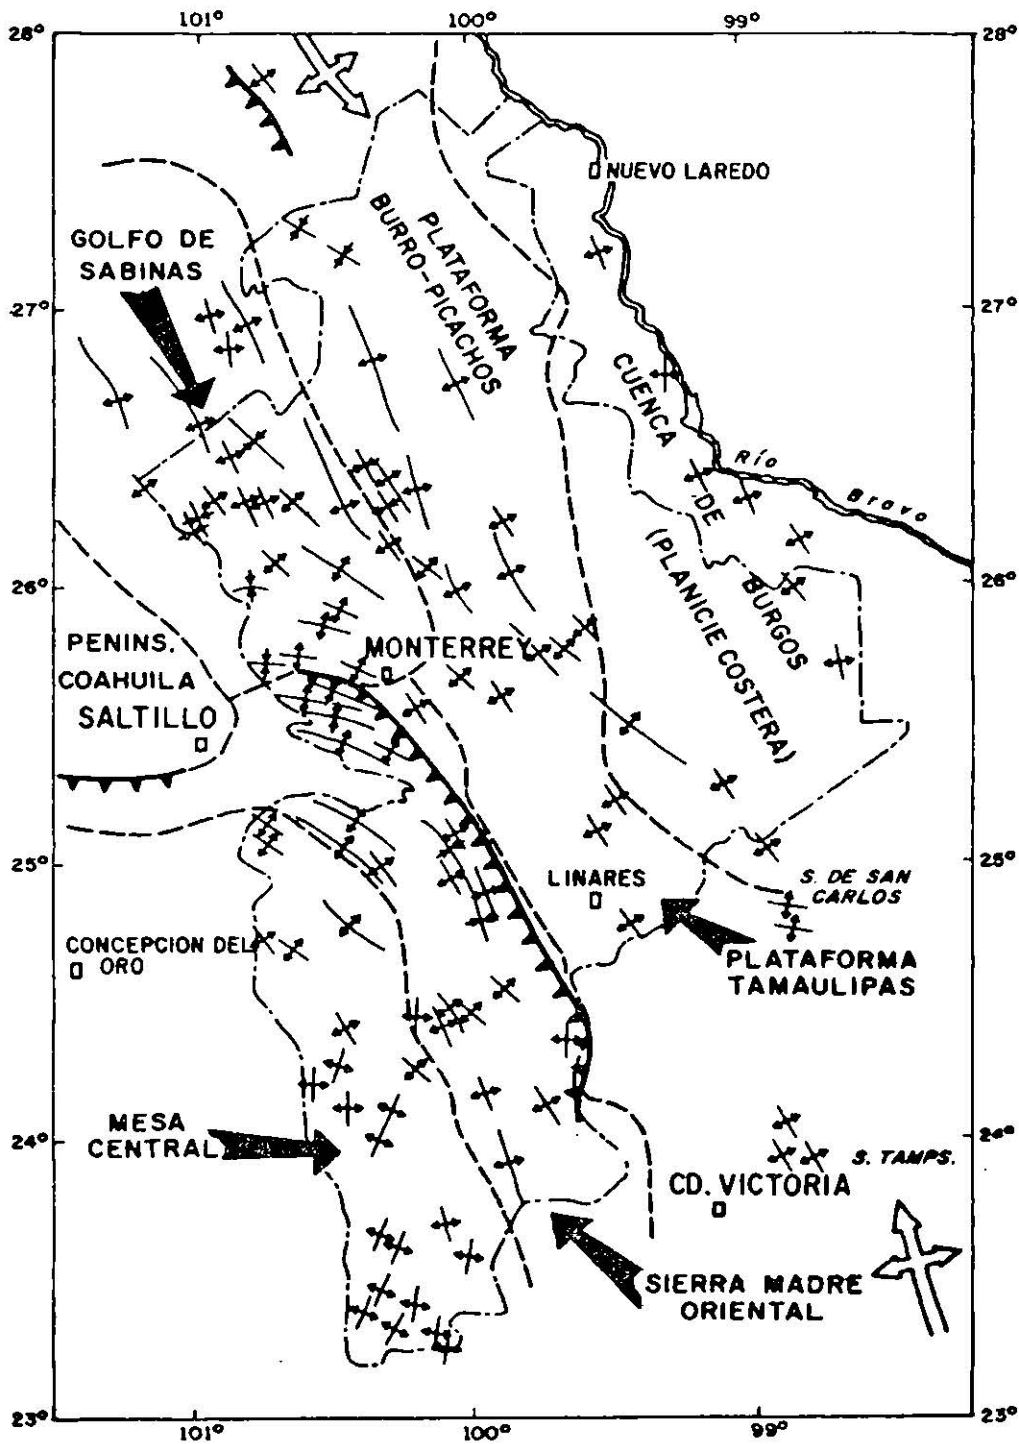 101° 100° 99°
28° 28°
NUEVO LAREDO
PLATAFORMA
BURRO-PICACHOS
GOLFO DE
SABINAS
27° 27°
CUENCA
DE
BURGOS
(PLANICIE COSTERA)
Río
Bravo
26° 26°
PENINS.
COAHUILA
MONTERREY
SALTILLO
25° 25°
LINARES
S. DE SAN
CARLOS
CONCEPCION DEL
ORO
PLATAFORMA
TAMAULIPAS
MESA
CENTRAL
24° 24°
S. TAMPS.
CD. VICTORIA
SIERRA MADRE
ORIENTAL
23° 23°
101° 100° 99°